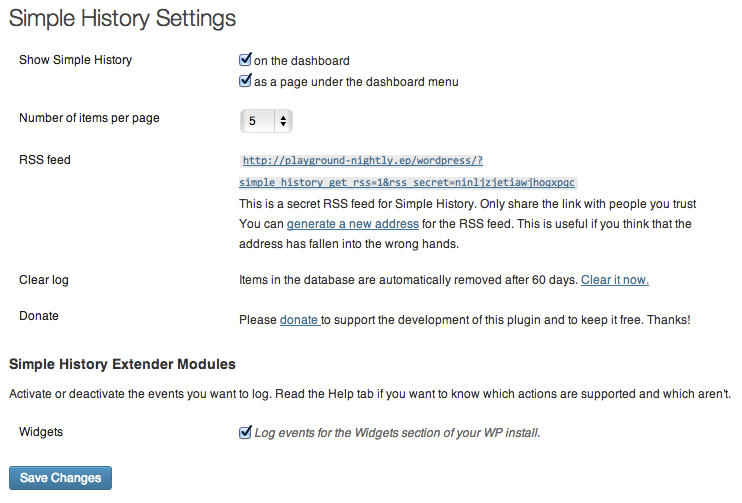 Simple History Settings
Show Simple History
on the dashboard
as a page under the dashboard menu
Number of items per page
5
RSS feed
http://playground-nightly.ep/wordpress/?
simple_history_get_rss=1&rss_secret=ninljzjetiawjhoqxpqc
This is a secret RSS feed for Simple History. Only share the link with people you trust
You can generate a new address for the RSS feed. This is useful if you think that the
address has fallen into the wrong hands.
Clear log
Items in the database are automatically removed after 60 days. Clear it now.
Donate
Please donate to support the development of this plugin and to keep it free. Thanks!
Simple History Extender Modules
Activate or deactivate the events you want to log. Read the Help tab if you want to know which actions are supported and which aren't.
Widgets
Log events for the Widgets section of your WP install.
Save Changes